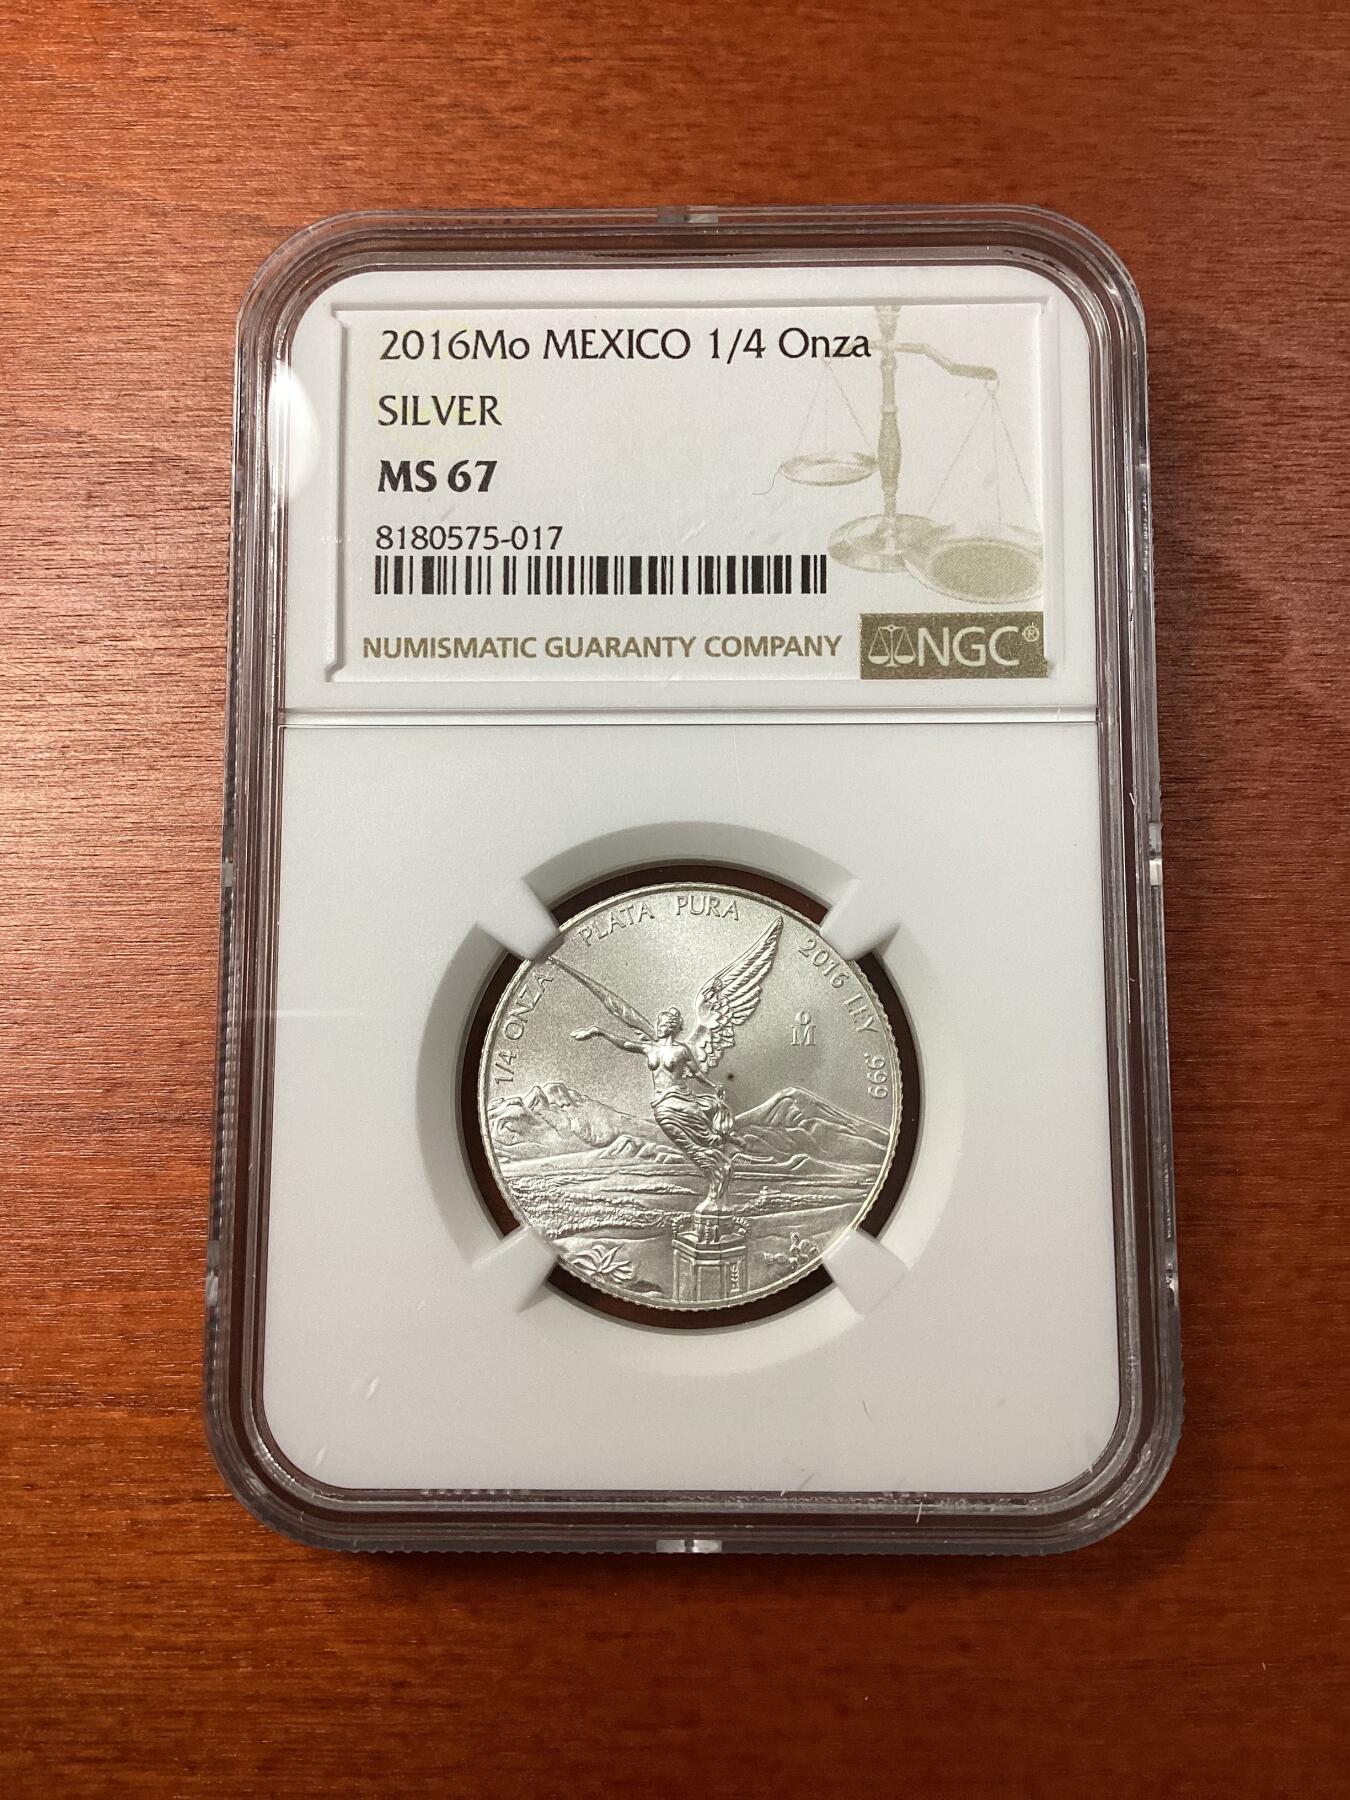 2016Mo MEXICO 1/4 Onza
SILVER
MS 67
8180575-017
NUMISMATIC GUARANTY COMPANY
NGC®
1/4 ONZA PLATA PURA 2016 LEY .999
Mo